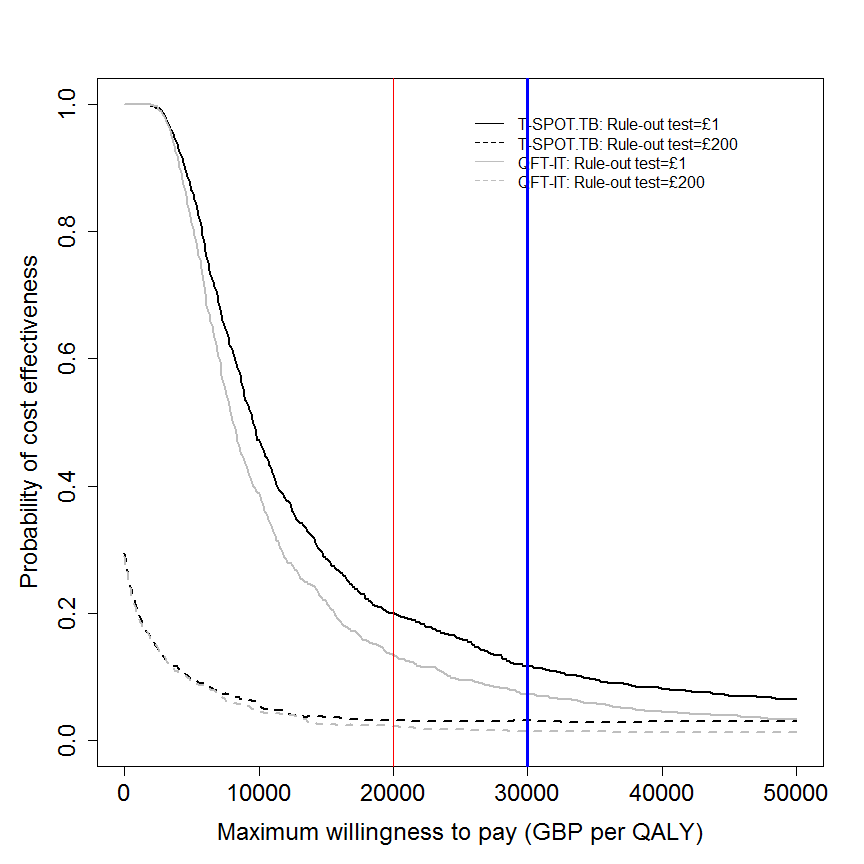 T-SPOT.TB: Rule-out test=£1
T-SPOT.TB: Rule-out test=£200
QFT-IT: Rule-out test=£1
QFT-IT: Rule-out test=£200
Probability of cost effectiveness
1.0
0.8
0.6
0.4
0.2
0.0
0 10000 20000 30000 40000 50000
Maximum willingness to pay (GBP per QALY)